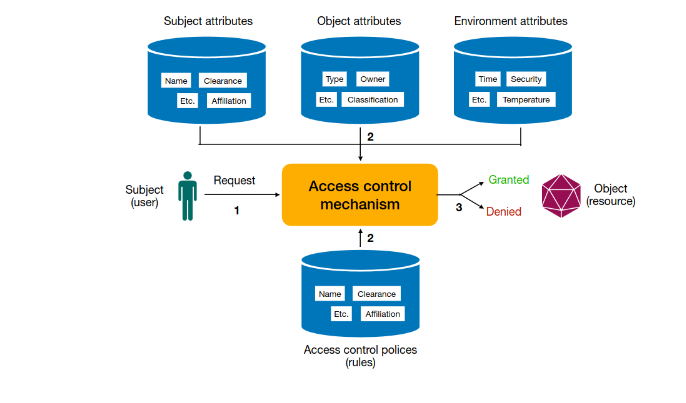 Subject attributes
Object attributes
Environment attributes
Name
Clearance
Etc.
Affiliation
Type
Owner
Etc.
Classification
Time
Security
Etc.
Temperature
2
Subject
(user)
Request
1
Access control
mechanism
3
Granted
Denied
Object
(resource)
2
Name
Clearance
Etc.
Affiliation
Access control polices
(rules)